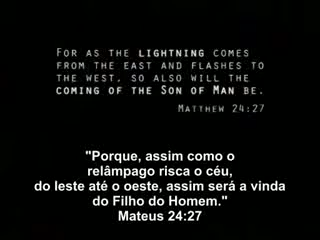 FOR AS THE LIGHTNING COMES
FROM THE EAST AND FLASHES TO
THE WEST, SO ALSO WILL THE
COMING OF THE SON OF MAN BE.
MATTHEW 24:27
"Porque, assim como o
relâmpago risca o céu,
do leste até o oeste, assim será a vinda
do Filho do Homem."
Mateus 24:27